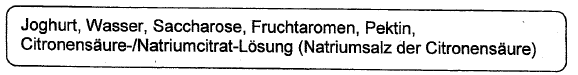 Joghurt, Wasser, Saccharose, Fruchtaromen, Pektin,
Citronensäure-/Natriumcitrat-Lösung (Natriumsalz der Citronensäure)